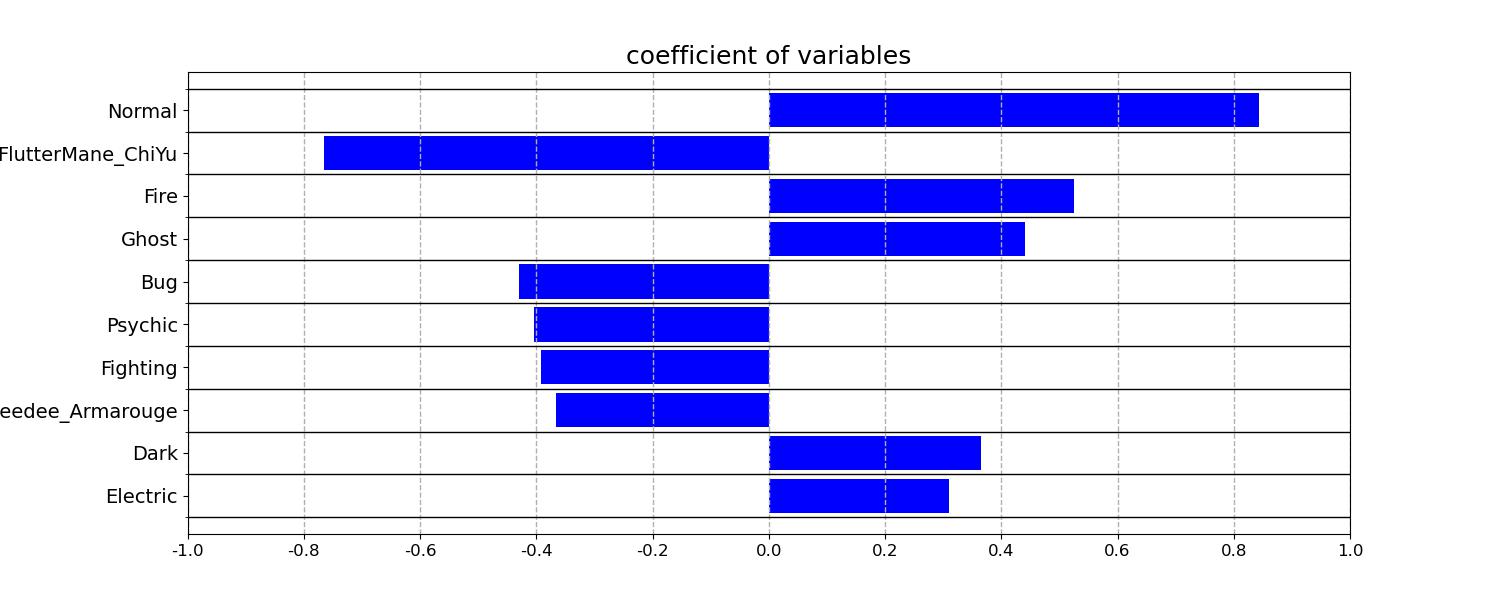 coefficient of variables
Normal
FlutterMane_ChiYu
Fire
Ghost
Bug
Psychic
Fighting
eedee_Armarouge
Dark
Electric
-1.0 -0.8 -0.6 -0.4 -0.2 0.0 0.2 0.4 0.6 0.8 1.0